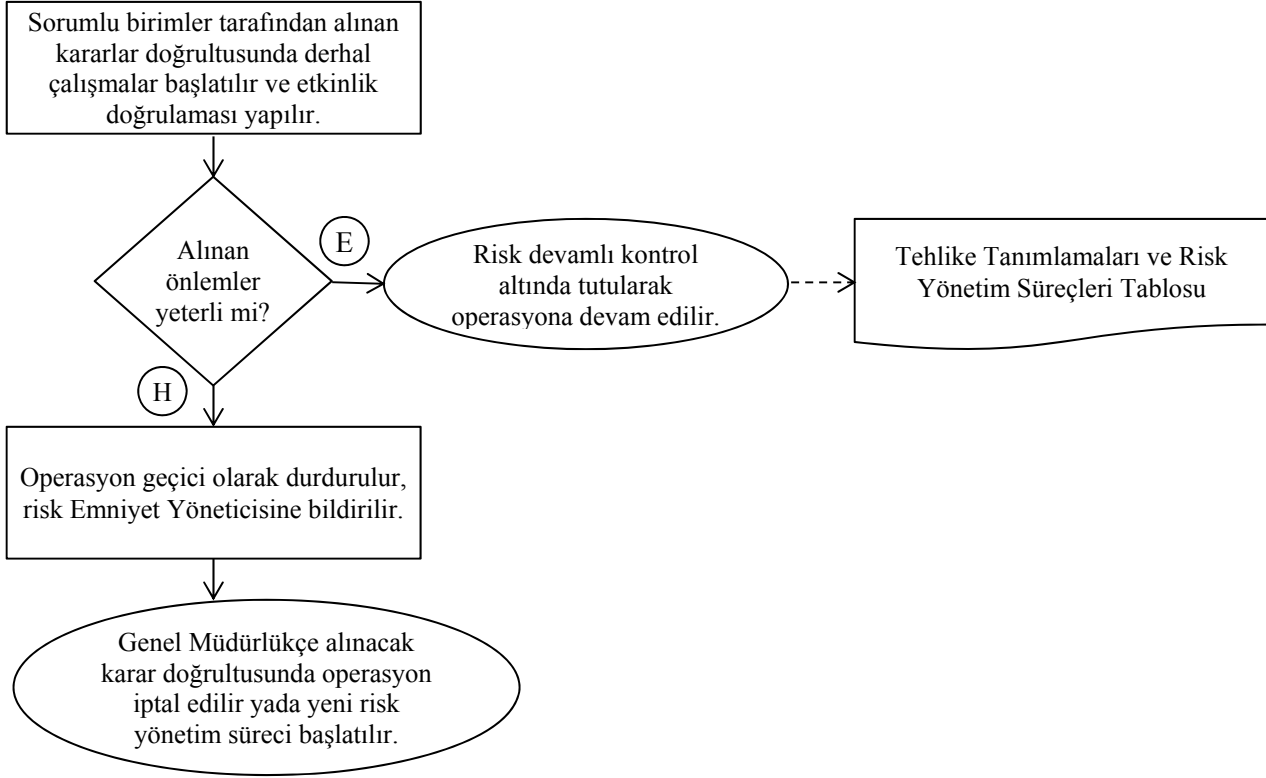 Sorumlu birimler tarafından alınan
kararlar doğrultusunda derhal
çalışmalar başlatılır ve etkinlik
doğrulaması yapılır.
Alınan
önlemler
yeterli mi?
E
Risk devamlı kontrol
altında tutularak
operasyona devam edilir.
Tehlike Tanımlamaları ve Risk
Yönetim Süreçleri Tablosu
H
Operasyon geçici olarak durdurulur,
risk Emniyet Yöneticisine bildirilir.
Genel Müdürlükçe alınacak
karar doğrultusunda operasyon
iptal edilir yada yeni risk
yönetim süreci başlatılır.